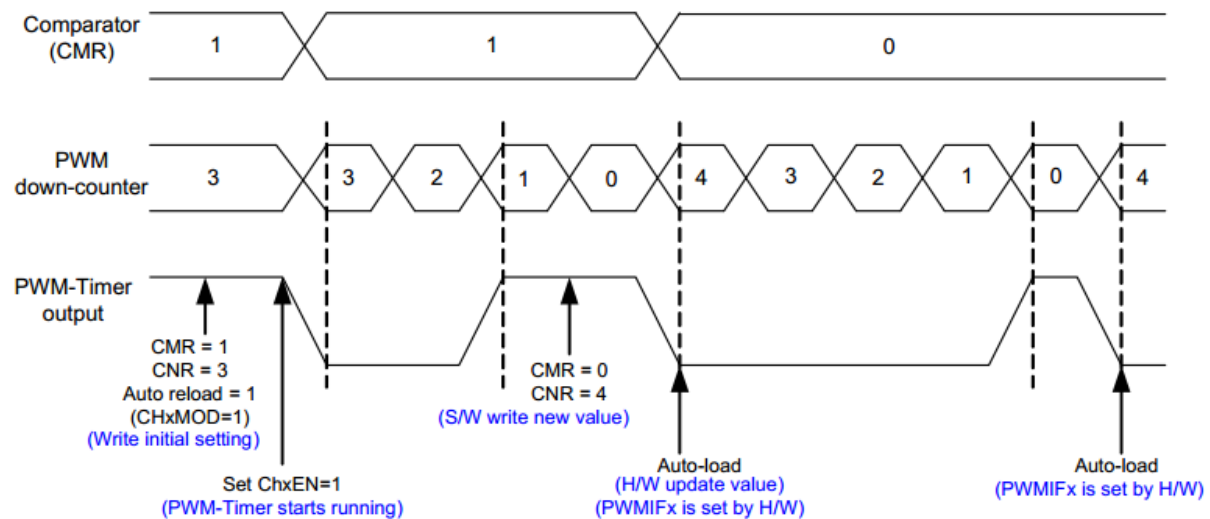 Comparator
(CMR)
1
1
0
PWM
down-counter
3
3
2
1
0
4
3
2
1
0
4
PWM-Timer
output
CMR = 1
CNR = 3
Auto reload = 1
(CHxMOD=1)
(Write initial setting)
Set ChxEN=1
(PWM-Timer starts running)
CMR = 0
CNR = 4
(S/W write new value)
Auto-load
(H/W update value)
(PWMIFx is set by H/W)
Auto-load
(PWMIFx is set by H/W)